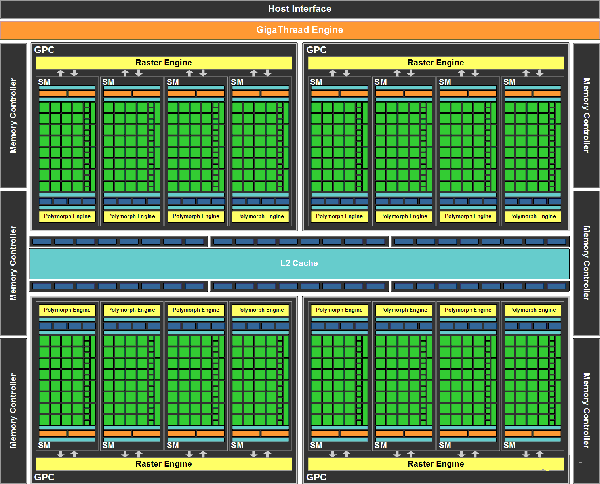 Host Interface
GigaThread Engine
GPC GPC
Raster Engine Raster Engine
SM SM SM SM SM SM SM SM
Memory Controller Memory Controller
Polymorph Engine Polymorph Engine Polymorph Engine Polymorph Engine Polymorph Engine Polymorph Engine Polymorph Engine Polymorph Engine
Memory Controller Memory Controller
L2 Cache
Polymorph Engine Polymorph Engine Polymorph Engine Polymorph Engine Polymorph Engine Polymorph Engine Polymorph Engine Polymorph Engine
Memory Controller Memory Controller
SM SM SM SM SM SM SM SM
Raster Engine Raster Engine
GPC GPC